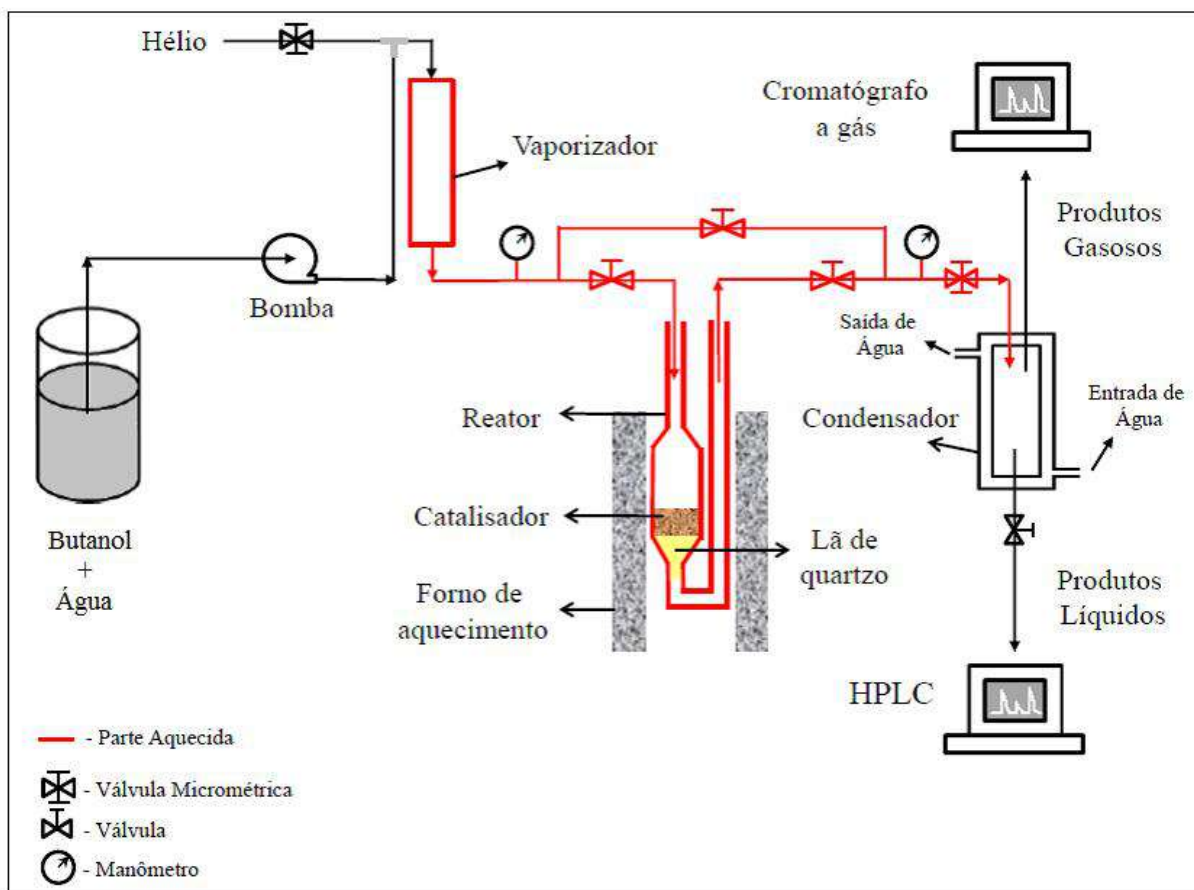 Hélio
Cromatógrafo
a gás
Vaporizador
Produtos
Gasosos
Bomba
Saída de
Água
Entrada de
Água
Reator
Condensador
Catalisador
Lã de
quartzo
Butanol
+
Água
Forno de
aquecimento
Produtos
Líquidos
HPLC
- Parte Aquecida
- Válvula Micrométrica
- Válvula
- Manômetro